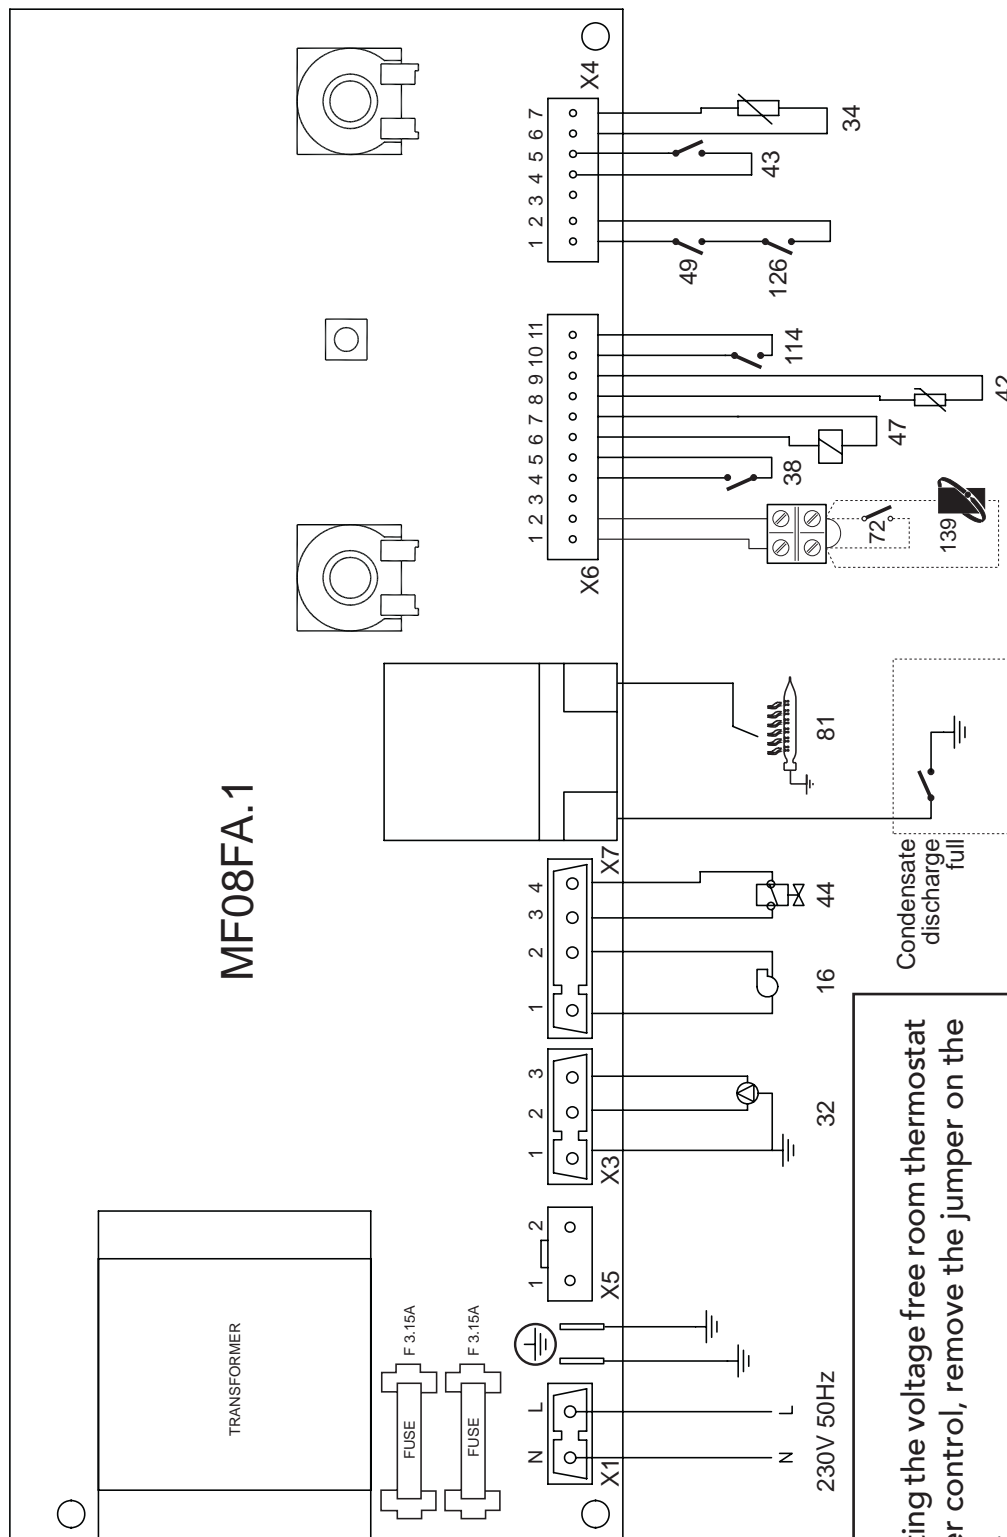 MF08FA.1
TRANSFORMER
FUSE
F 3.15A
FUSE
F 3.15A
N L
X1
N L
230V 50Hz
1 2
X5
1 2 3
X3
32
1 2 3 4
X7
16
44
81
Condensate
discharge
full
1 2 3 4 5 6 7 8 9 10 11
X6
72
139
38
47
42
114
1 2 3 4 5 6 7
X4
49
126
43
34
the voltage free room thermostat
control, remove the jumper on the